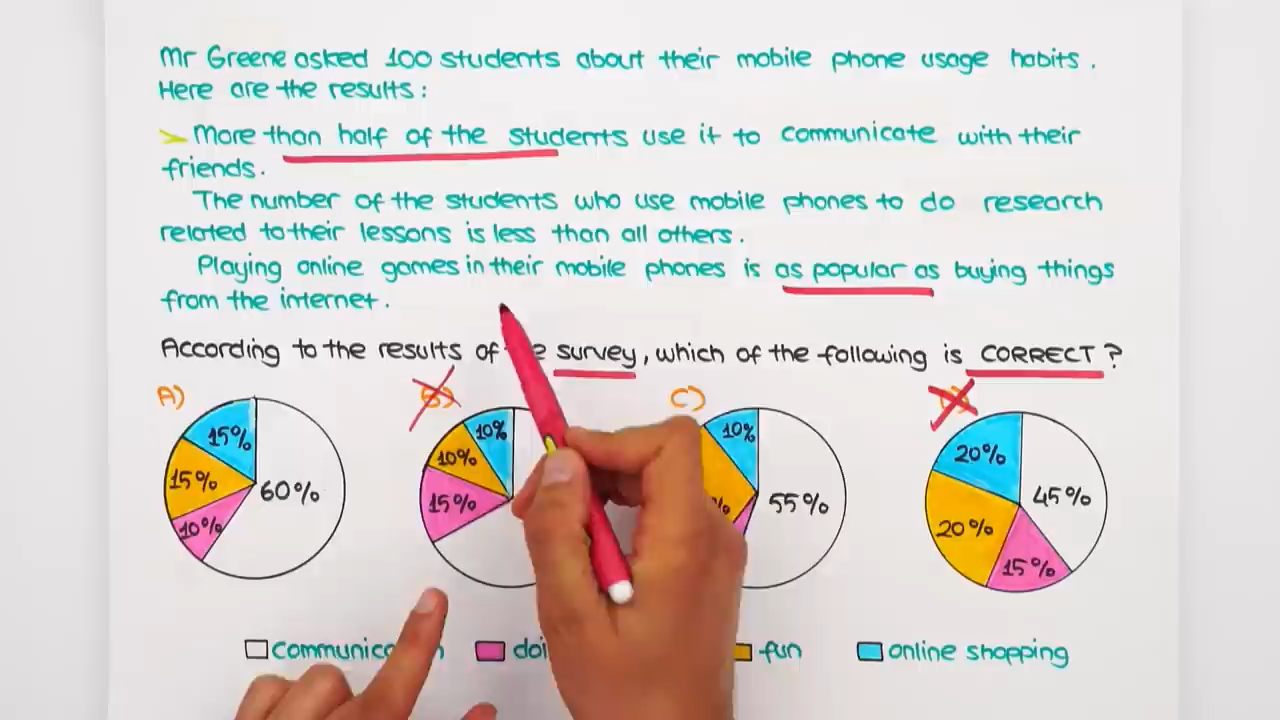 Mr Greene asked 100 students about their mobile phone usage habits.
Here are the results:
More than half of the students use it to communicate with their
friends.
The number of the students who use mobile phones to do research
related to their lessons is less than all others.
Playing online games in their mobile phones is as popular as buying things
from the internet.
According to the results of survey, which of the following is CORRECT?
A) B) C)
15% 15% 10% 60%
10% 10% 15%
10% 55%
20% 20% 15% 45%
fun online shopping